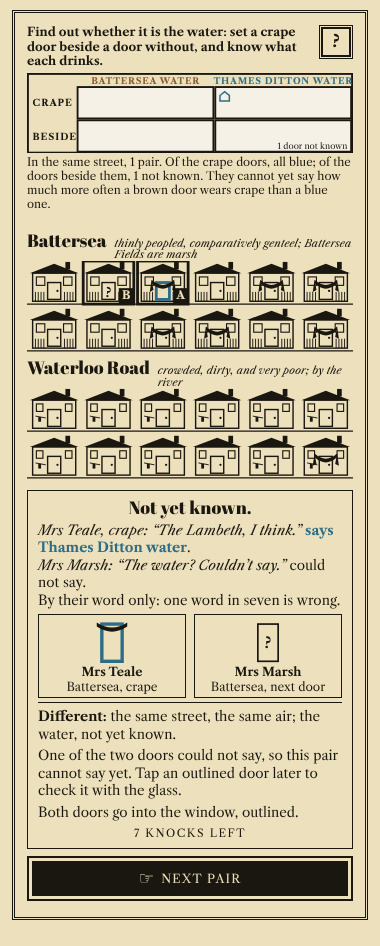 Find out whether it is the water: set a crape
door beside a door without, and know what
each drinks.
?
BATTERSEA WATER THAMES DITTON WATER
CRAPE
BESIDE
1 door not known
In the same street, 1 pair. Of the crape doors, all blue; of the
doors beside them, 1 not known. They cannot yet say how
much more often a brown door wears crape than a blue
one.
Battersea thinly peopled, comparatively genteel; Battersea
Fields are marsh
? B A
Waterloo Road crowded, dirty, and very poor; by the
river
Not yet known.
Mrs Teale, crape: “The Lambeth, I think.” says
Thames Ditton water.
Mrs Marsh: “The water? Couldn’t say.” could
not say.
By their word only: one word in seven is wrong.
?
Mrs Teale Mrs Marsh
Battersea, crape Battersea, next door
Different: the same street, the same air; the
water, not yet known.
One of the two doors could not say, so this pair
cannot say yet. Tap an outlined door later to
check it with the glass.
Both doors go into the window, outlined.
7 KNOCKS LEFT
☞ NEXT PAIR